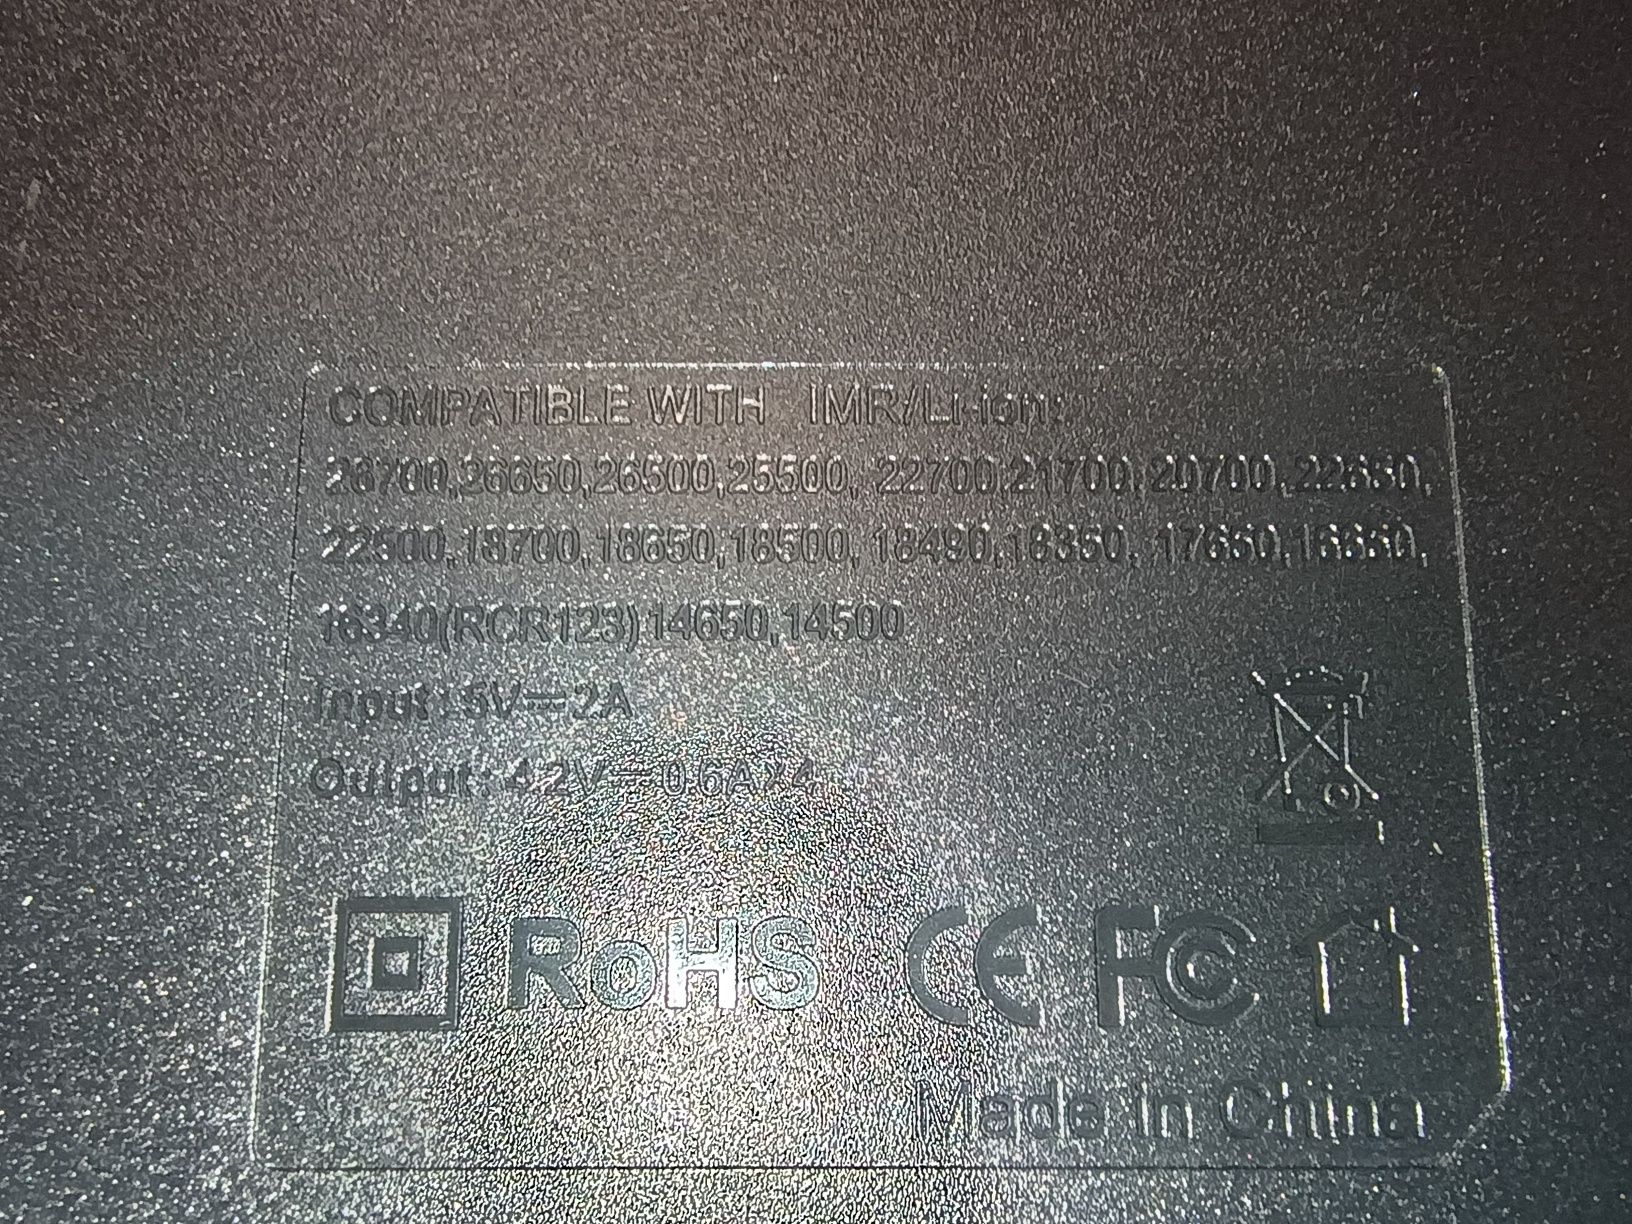 COMPATIBLE WITH IMR/Li-ion:
26700,26650,26500,25500, 22700,21700,20700,22650,
22500,18700,18650,18500, 18490,18350, 17650,16650,
16340(RCR123)14650,14500
Input: 5V⎓2A
Output: 4.2V⎓0.6A*4
RoHS CE FC
Made In China